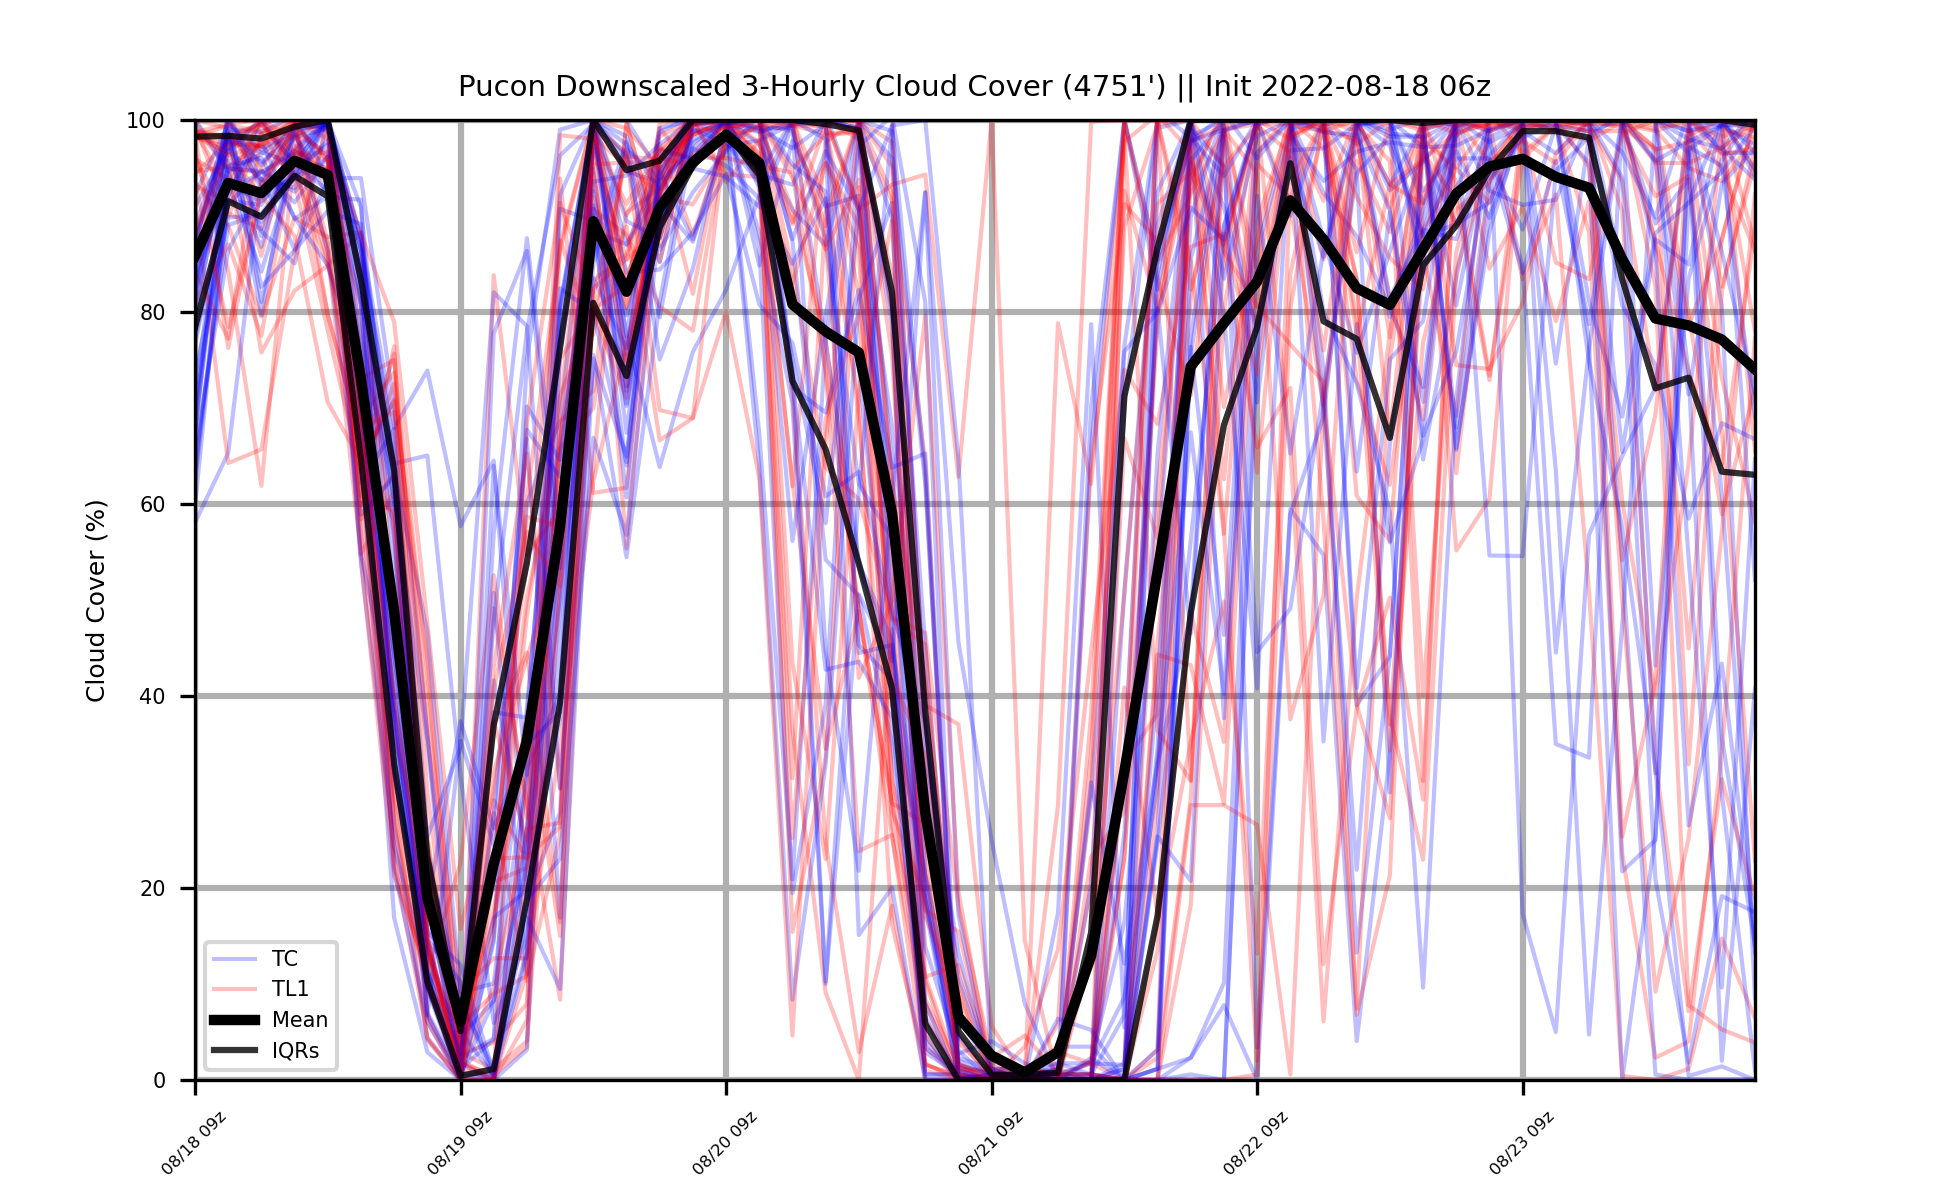 Pucon Downscaled 3-Hourly Cloud Cover (4751') || Init 2022-08-18 06z
Cloud Cover (%)
100
80
60
40
20
0
TC
TL1
Mean
IQRs
08/18 09z
08/19 09z
08/20 09z
08/21 09z
08/22 09z
08/23 09z